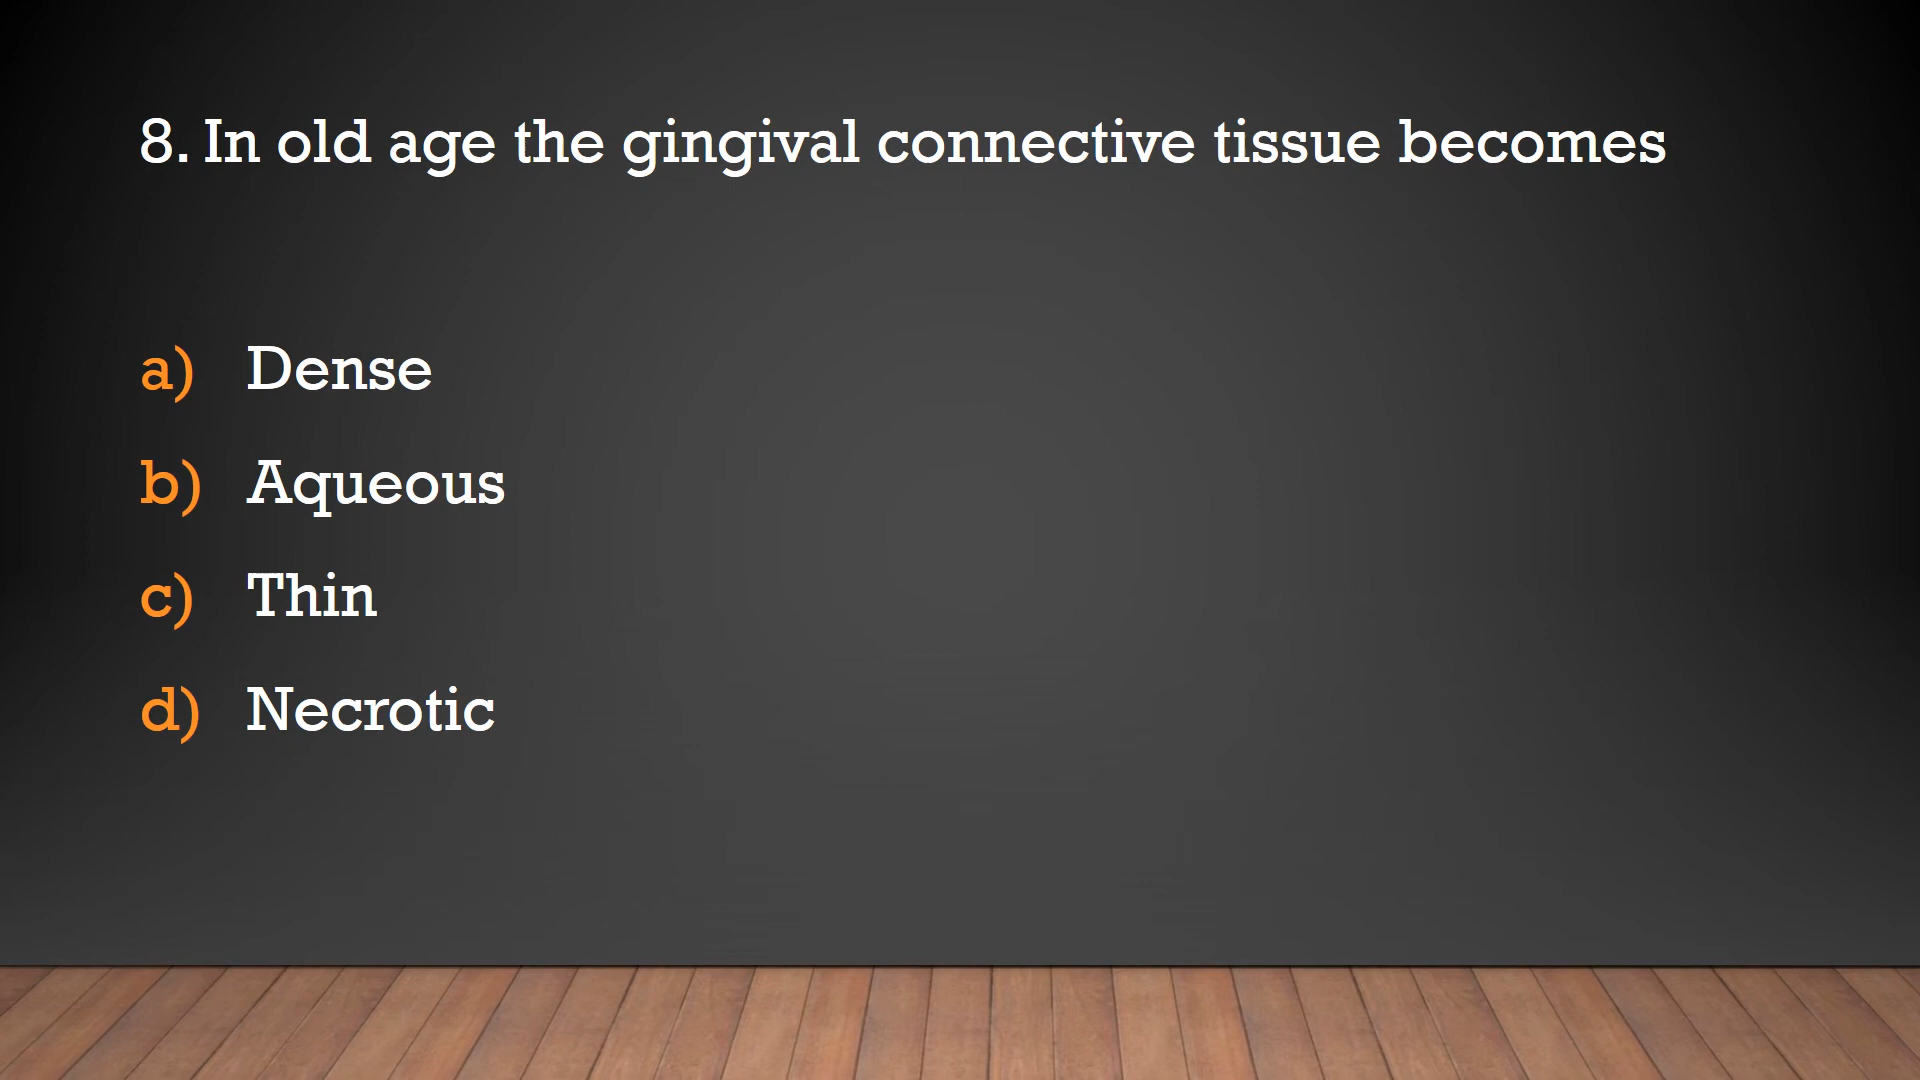 8. In old age the gingival connective tissue becomes
a) Dense
b) Aqueous
c) Thin
d) Necrotic